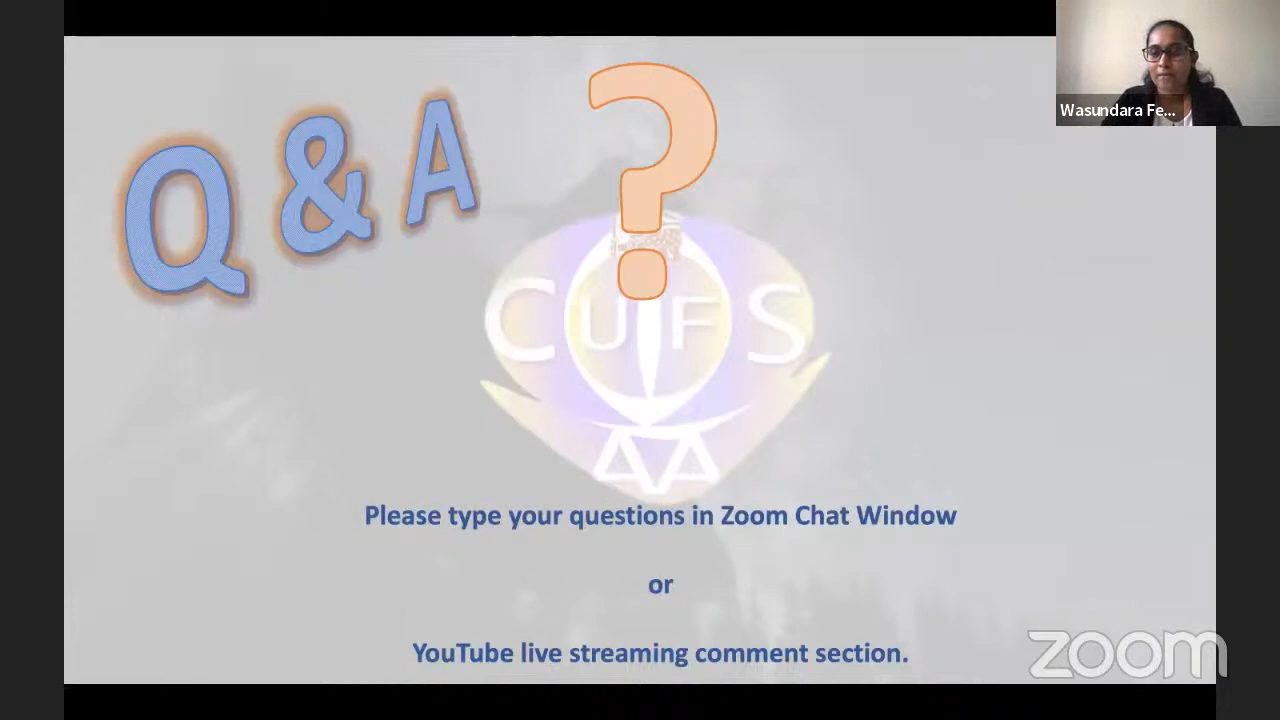 Wasundara Fe...
Q & A ?
CUFS
Please type your questions in Zoom Chat Window
or
YouTube live streaming comment section.
zoom